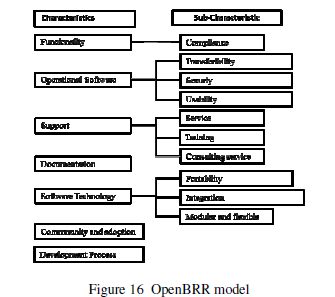 Characteristics
Sub-Characteristic
Functionality
Compliance
Transferibility
Operational Software
Security
Usability
Service
Support
Training
Consulting service
Documentation
Portability
Software Technology
Integration
Modular and flexible
Community and adoption
Development Process
Figure 16 OpenBRR model